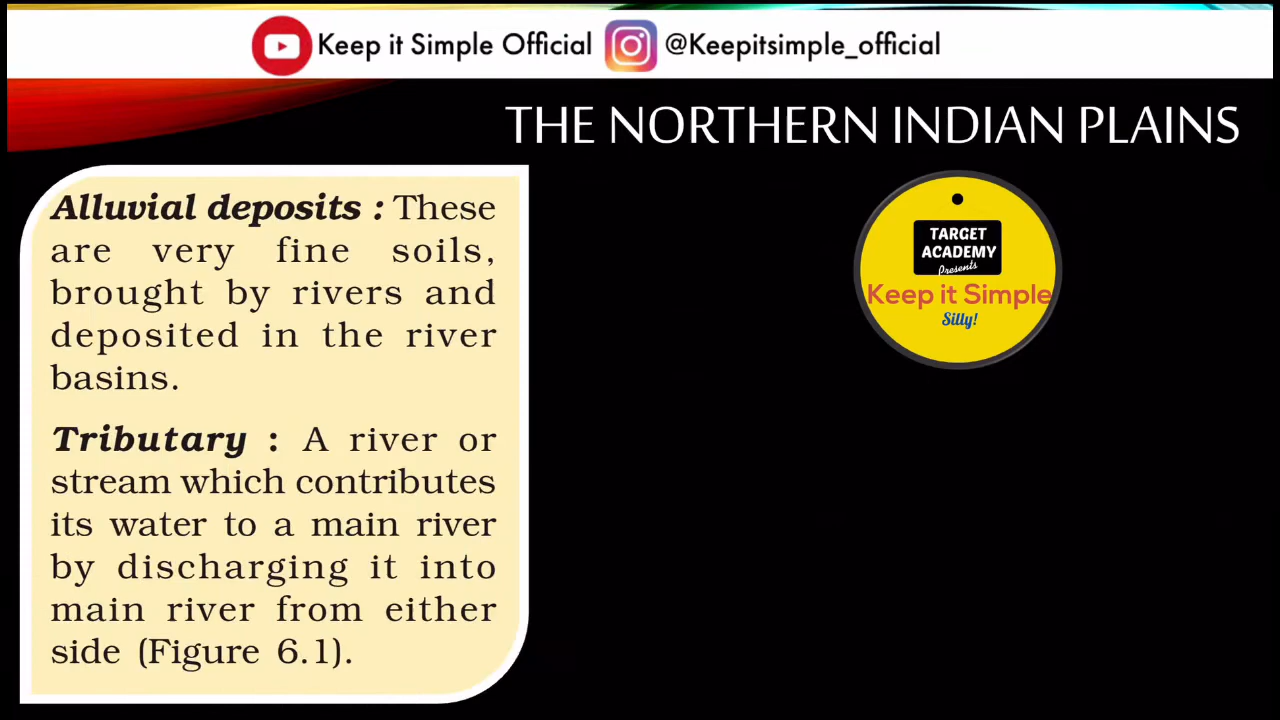 Keep it Simple Official @Keepitsimple_official
THE NORTHERN INDIAN PLAINS
Alluvial deposits : These
are very fine soils,
brought by rivers and
deposited in the river
basins.
Tributary : A river or
stream which contributes
its water to a main river
by discharging it into
main river from either
side (Figure 6.1).
TARGET
ACADEMY
Presents
Keep it Simple
Silly!